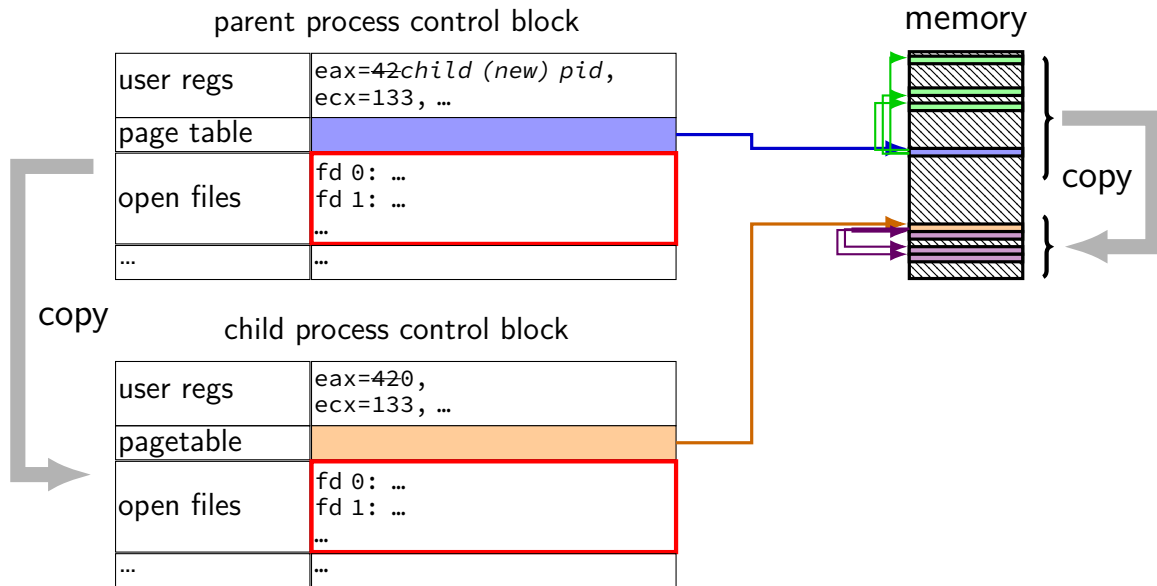 parent process control block
memory
user regs
eax=42child (new) pid,
ecx=133, …
page table
open files
fd 0: …
fd 1: …
…
...
…
copy
copy
child process control block
user regs
eax=420,
ecx=133, …
pagetable
open files
fd 0: …
fd 1: …
…
...
…